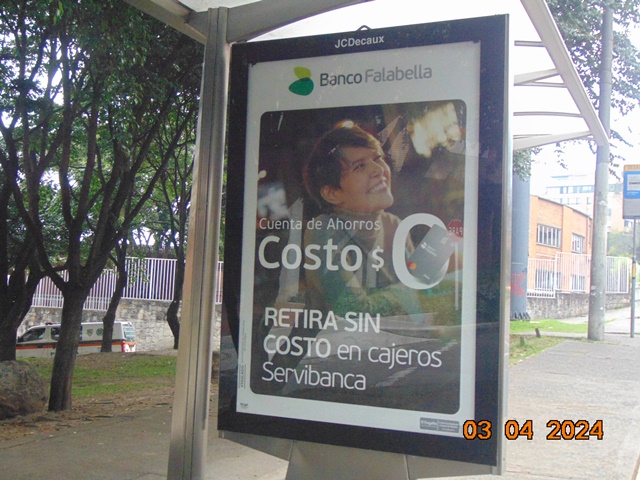 JCDecaux
Banco Falabella
Cuenta de Ahorros
Costo $ 0
RETIRA SIN
COSTO en cajeros
Servibanca
03 04 2024